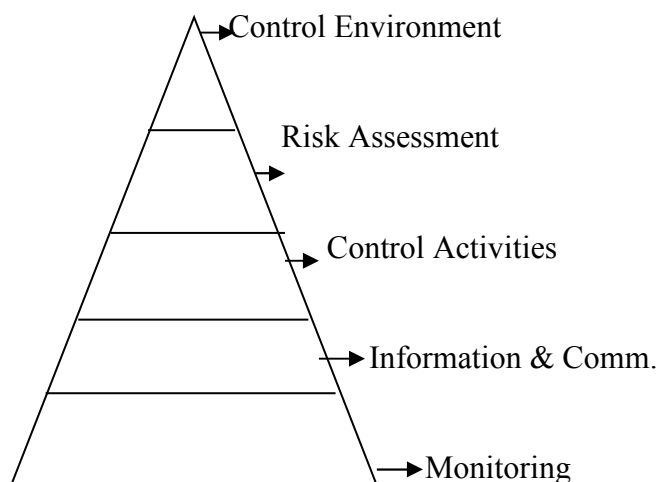 Control Environment
Risk Assessment
Control Activities
Information & Comm.
Monitoring